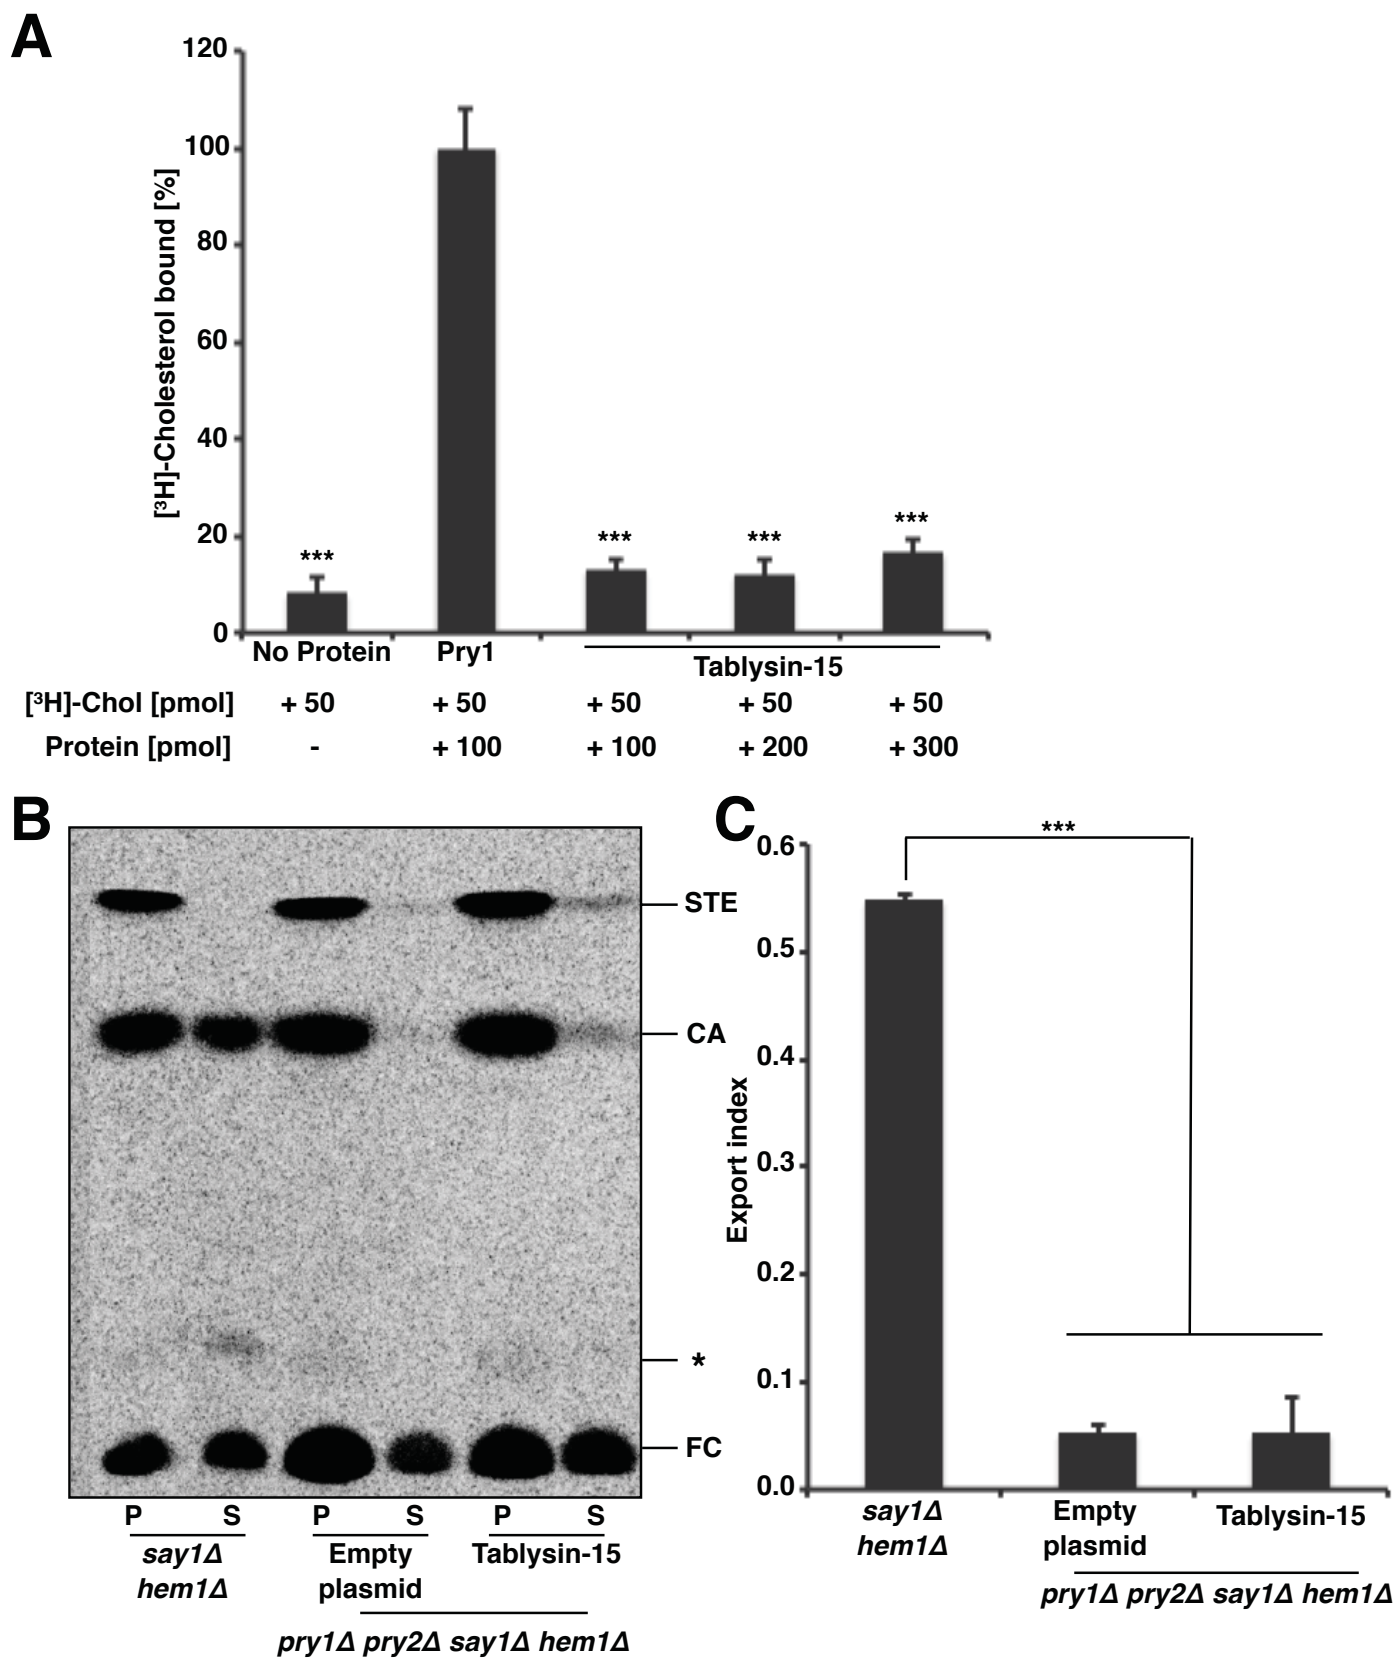 A
120
100
80
60
40
20
0
[³H]-Cholesterol bound [%]
***
***
***
***
No Protein
Pry1
Tablysin-15
[³H]-Chol [pmol]
+ 50
+ 50
+ 50
+ 50
+ 50
Protein [pmol]
-
+ 100
+ 100
+ 200
+ 300
B
STE
CA
*
FC
P
S
P
S
P
S
say1Δ
hem1Δ
Empty
plasmid
Tablysin-15
pry1Δ pry2Δ say1Δ hem1Δ
C
0.6
0.5
0.4
0.3
0.2
0.1
0.0
Export index
***
say1Δ
hem1Δ
Empty
plasmid
Tablysin-15
pry1Δ pry2Δ say1Δ hem1Δ